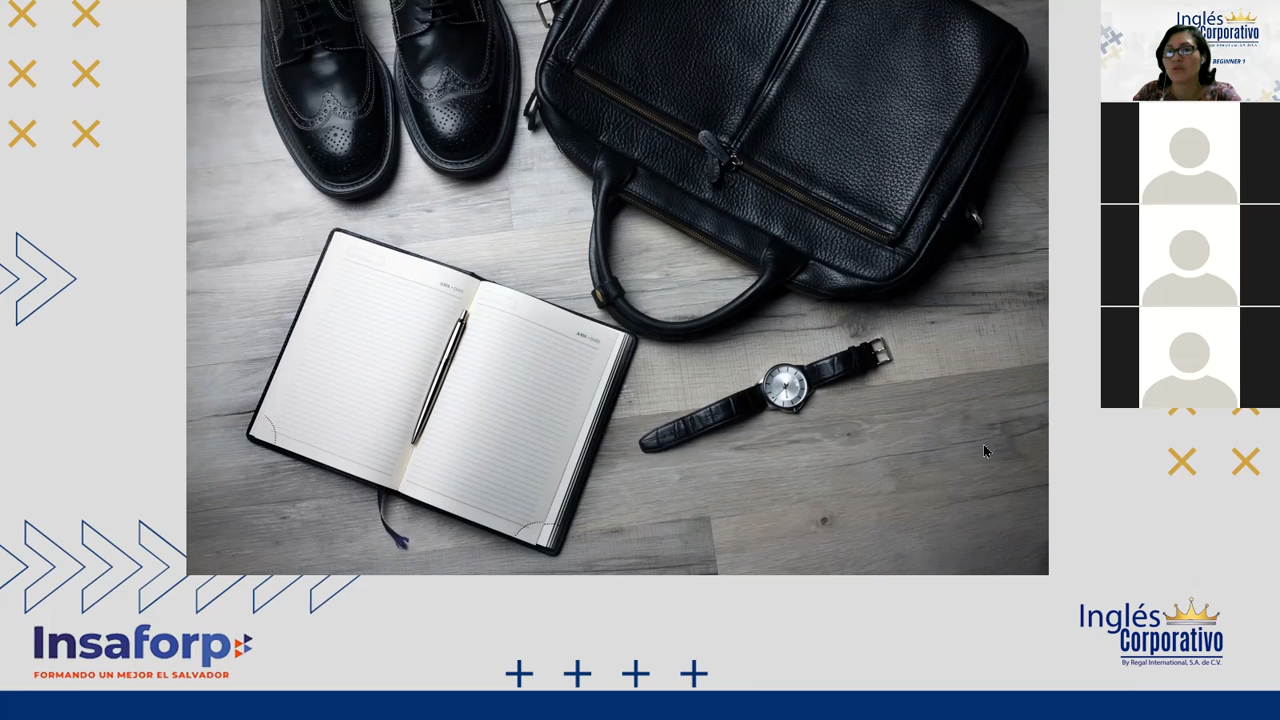 Inglés
Corporativo
BEGINNER 1
Insaforp
FORMANDO UN MEJOR EL SALVADOR
Inglés
Corporativo
By Regal International, S.A. de C.V.